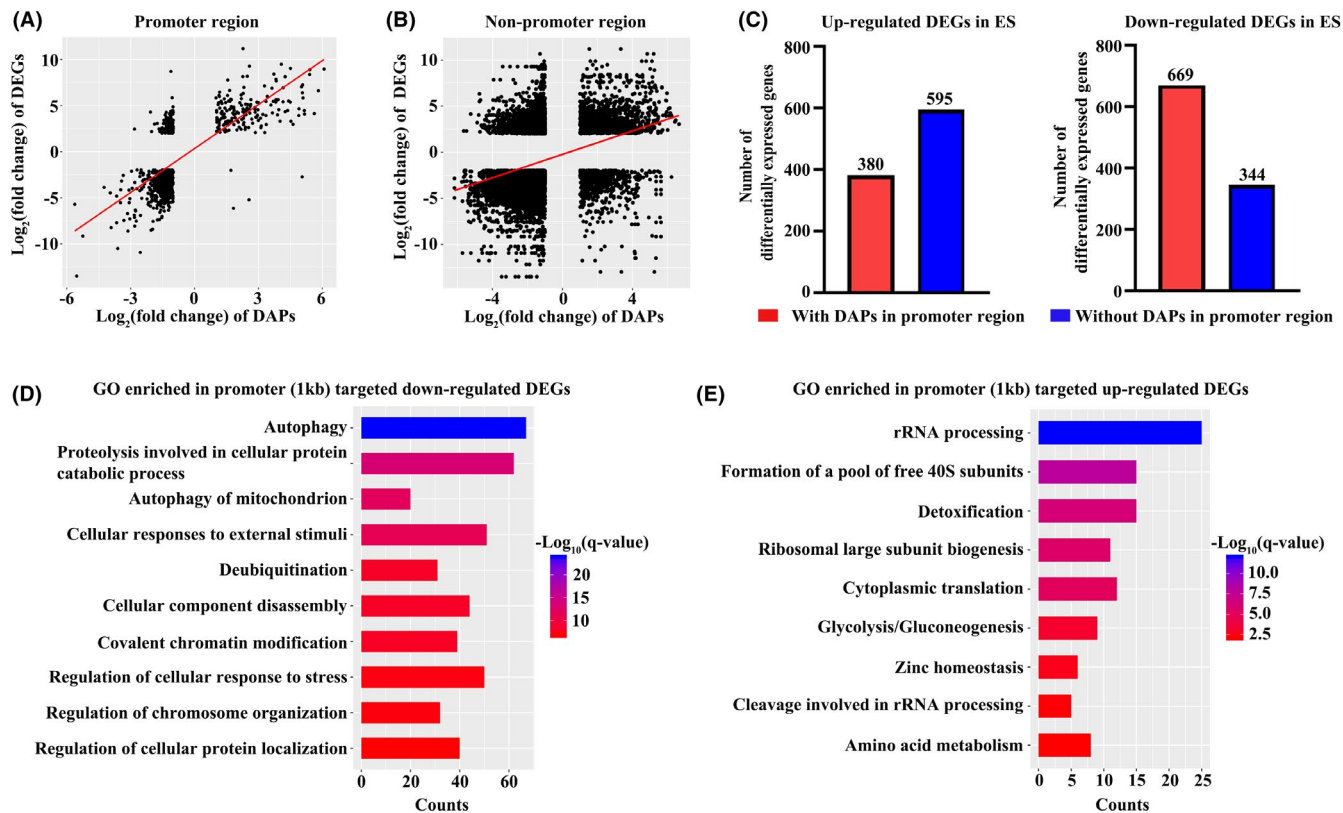 (A)
Promoter region
Log2(fold change) of DEGs
10
5
0
-5
-10
-6
-3
0
3
6
Log2(fold change) of DAPs
(B)
Non-promoter region
Log2(fold change) of DEGs
10
5
0
-5
-10
-4
0
4
Log2(fold change) of DAPs
(C)
Up-regulated DEGs in ES
Number of
differentially expressed genes
800
600
400
200
0
380
595
Down-regulated DEGs in ES
Number of
differentially expressed genes
800
600
400
200
0
669
344
With DAPs in promoter region
Without DAPs in promoter region
(D)
GO enriched in promoter (1kb) targeted down-regulated DEGs
Autophagy
Proteolysis involved in cellular protein
catabolic process
Autophagy of mitochondrion
Cellular responses to external stimuli
Deubiquitination
Cellular component disassembly
Covalent chromatin modification
Regulation of cellular response to stress
Regulation of chromosome organization
Regulation of cellular protein localization
0
20
40
60
Counts
-Log10(q-value)
20
15
10
(E)
GO enriched in promoter (1kb) targeted up-regulated DEGs
rRNA processing
Formation of a pool of free 40S subunits
Detoxification
Ribosomal large subunit biogenesis
Cytoplasmic translation
Glycolysis/Gluconeogenesis
Zinc homeostasis
Cleavage involved in rRNA processing
Amino acid metabolism
0
5
10
15
20
25
Counts
-Log10(q-value)
10.0
7.5
5.0
2.5